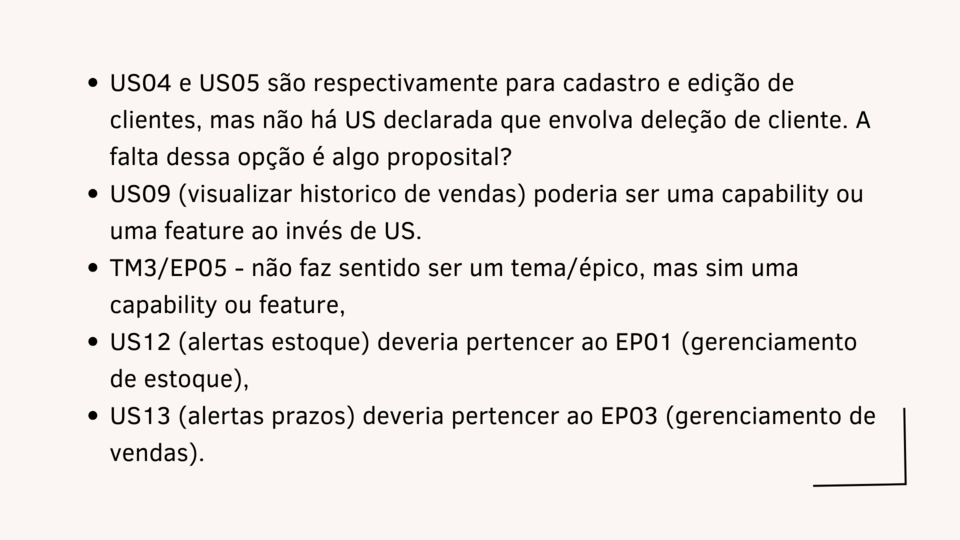 • US04 e US05 são respectivamente para cadastro e edição de
clientes, mas não há US declarada que envolva deleção de cliente. A
falta dessa opção é algo proposital?
• US09 (visualizar historico de vendas) poderia ser uma capability ou
uma feature ao invés de US.
• TM3/EP05 - não faz sentido ser um tema/épico, mas sim uma
capability ou feature,
• US12 (alertas estoque) deveria pertencer ao EP01 (gerenciamento
de estoque),
• US13 (alertas prazos) deveria pertencer ao EP03 (gerenciamento de
vendas).